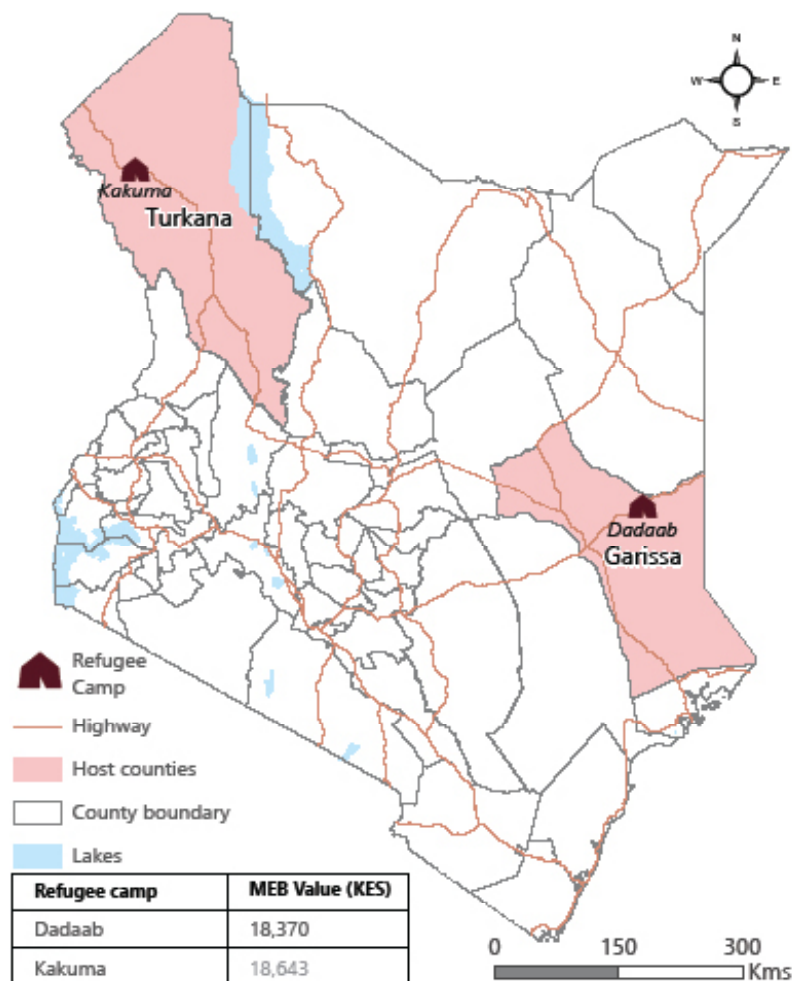 N
W E
S
Kakuma
Turkana
Dadaab
Garissa
Refugee
Camp
Highway
Host counties
County boundary
Lakes
Refugee camp MEB Value (KES)
Dadaab 18,370
Kakuma 18,643
0 150 300
Kms